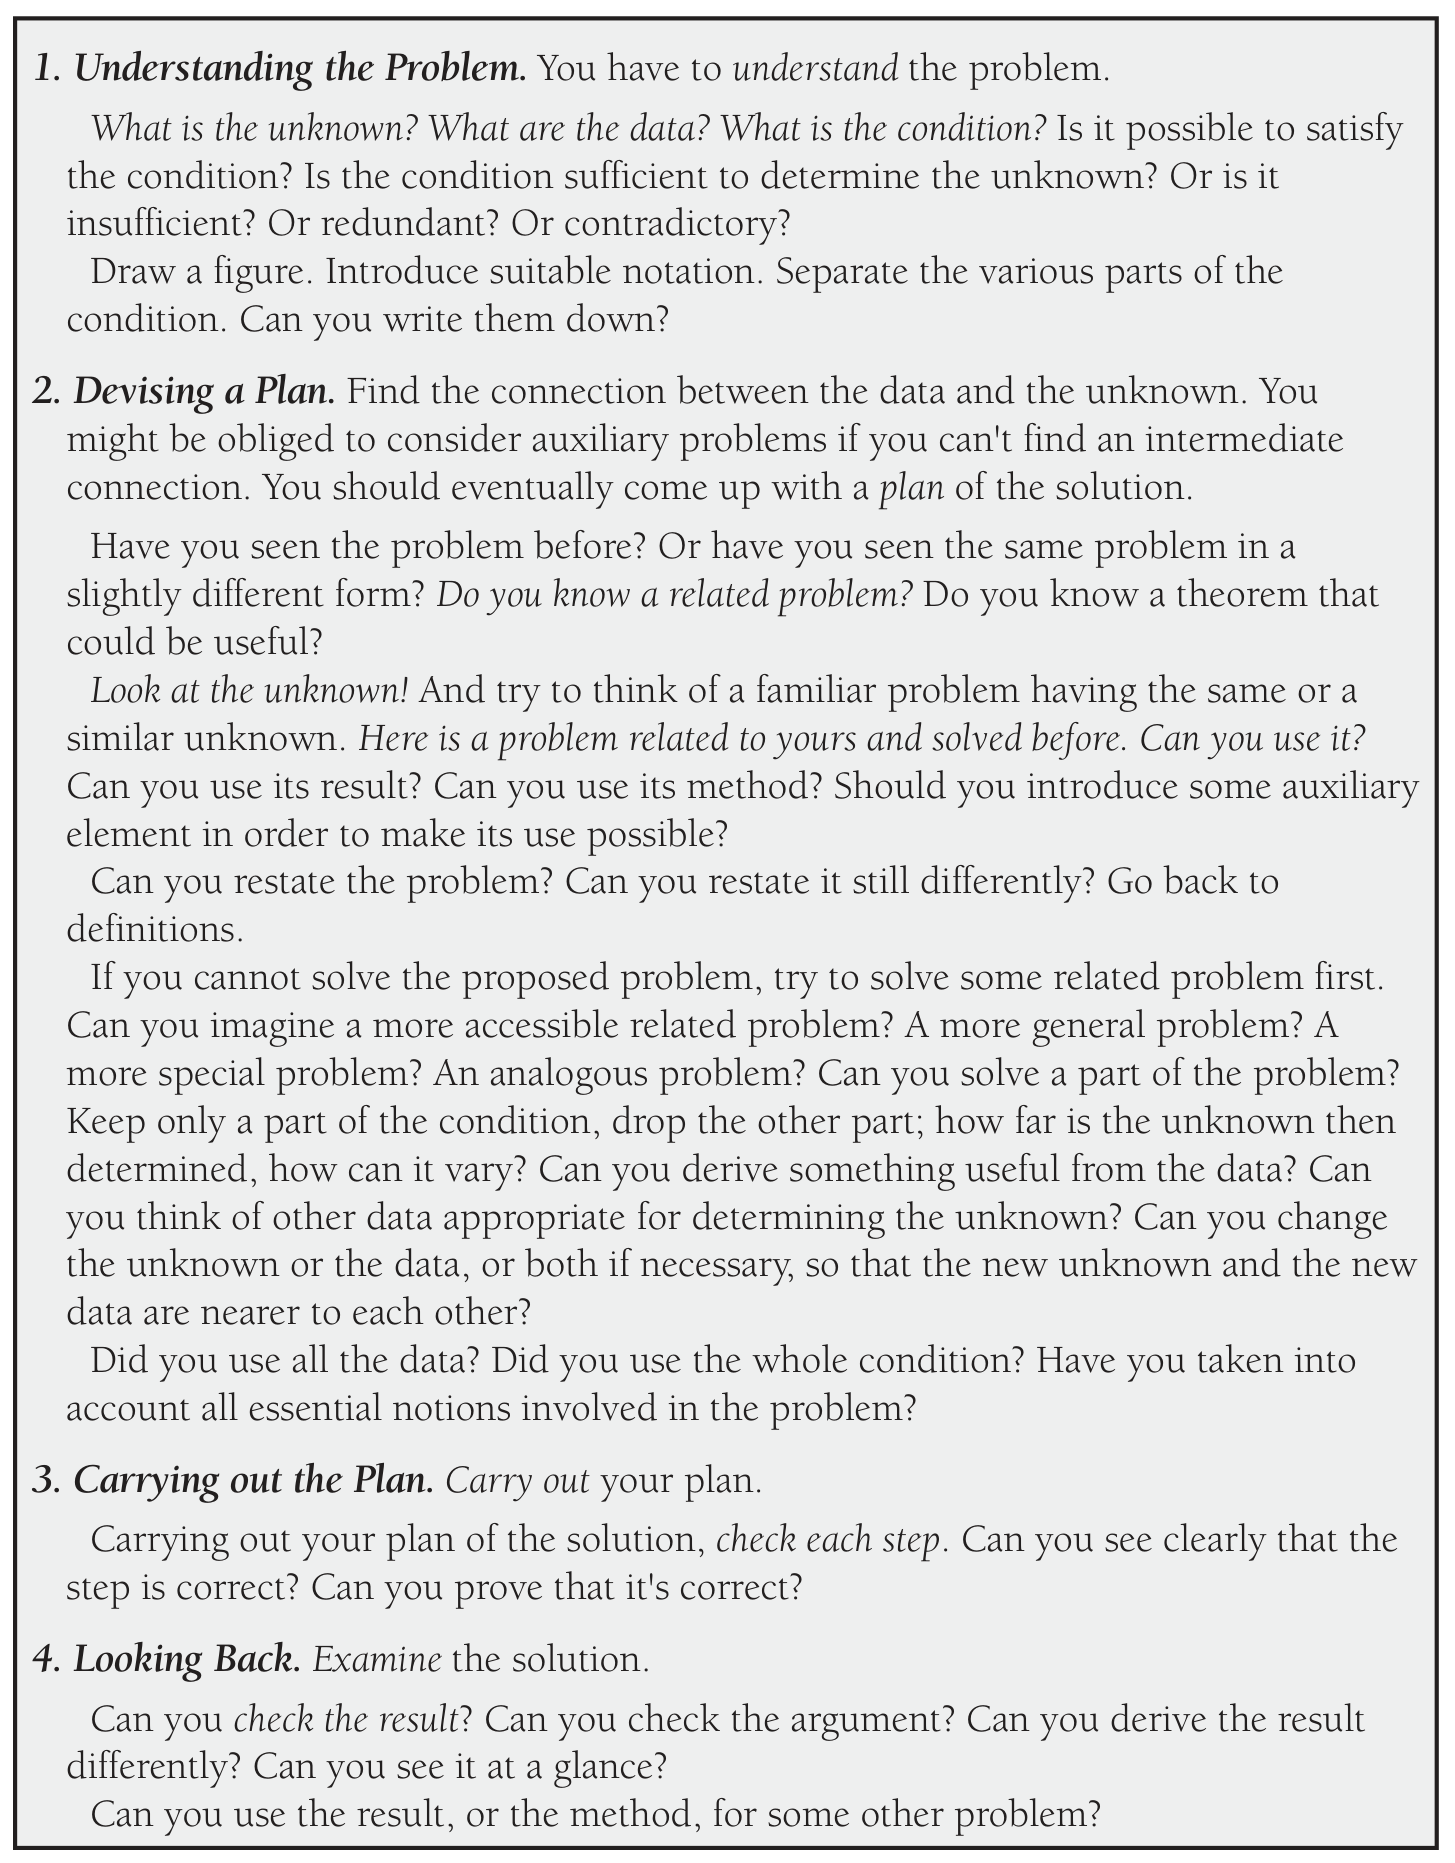 1. Understanding the Problem. You have to understand the problem.
What is the unknown? What are the data? What is the condition? Is it possible to satisfy
the condition? Is the condition sufficient to determine the unknown? Or is it
insufficient? Or redundant? Or contradictory?
Draw a figure. Introduce suitable notation. Separate the various parts of the
condition. Can you write them down?
2. Devising a Plan. Find the connection between the data and the unknown. You
might be obliged to consider auxiliary problems if you can't find an intermediate
connection. You should eventually come up with a plan of the solution.
Have you seen the problem before? Or have you seen the same problem in a
slightly different form? Do you know a related problem? Do you know a theorem that
could be useful?
Look at the unknown! And try to think of a familiar problem having the same or a
similar unknown. Here is a problem related to yours and solved before. Can you use it?
Can you use its result? Can you use its method? Should you introduce some auxiliary
element in order to make its use possible?
Can you restate the problem? Can you restate it still differently? Go back to
definitions.
If you cannot solve the proposed problem, try to solve some related problem first.
Can you imagine a more accessible related problem? A more general problem? A
more special problem? An analogous problem? Can you solve a part of the problem?
Keep only a part of the condition, drop the other part; how far is the unknown then
determined, how can it vary? Can you derive something useful from the data? Can
you think of other data appropriate for determining the unknown? Can you change
the unknown or the data, or both if necessary, so that the new unknown and the new
data are nearer to each other?
Did you use all the data? Did you use the whole condition? Have you taken into
account all essential notions involved in the problem?
3. Carrying out the Plan. Carry out your plan.
Carrying out your plan of the solution, check each step. Can you see clearly that the
step is correct? Can you prove that it's correct?
4. Looking Back. Examine the solution.
Can you check the result? Can you check the argument? Can you derive the result
differently? Can you see it at a glance?
Can you use the result, or the method, for some other problem?